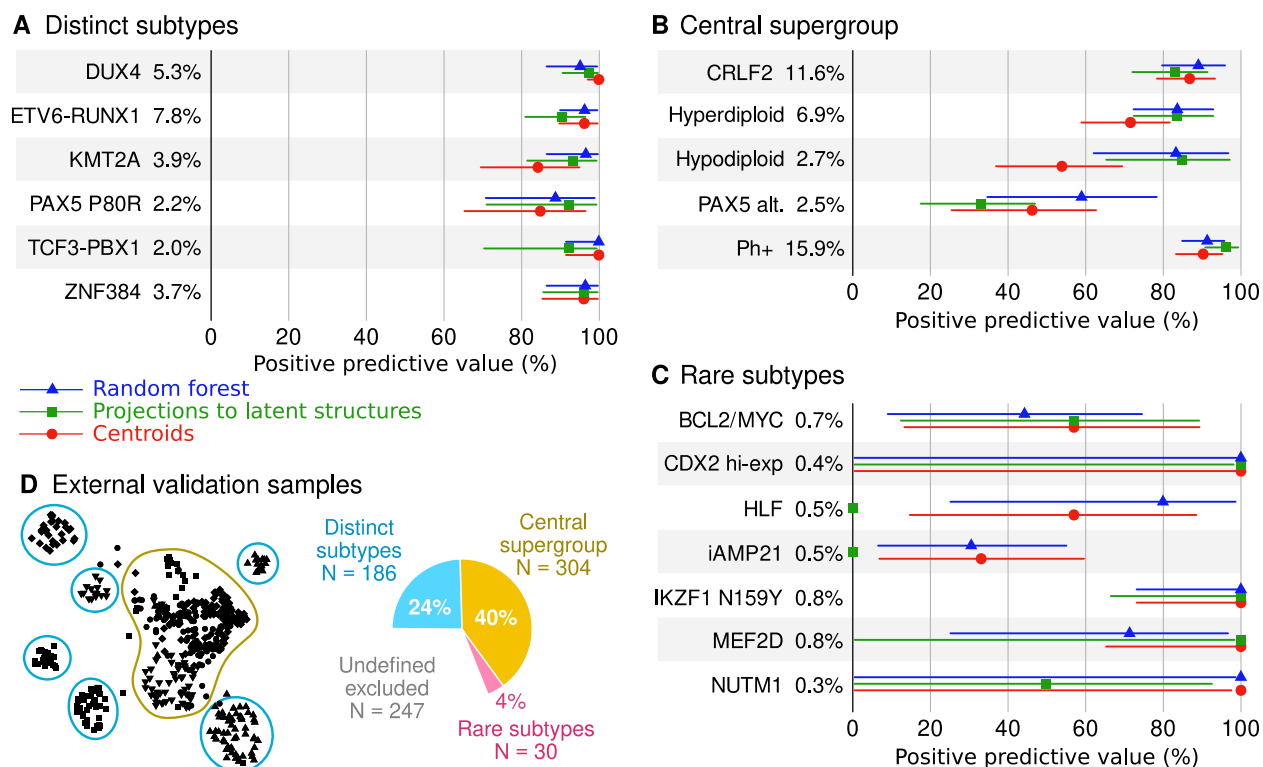 A Distinct subtypes
DUX4 5.3%
ETV6-RUNX1 7.8%
KMT2A 3.9%
PAX5 P80R 2.2%
TCF3-PBX1 2.0%
ZNF384 3.7%
0 20 40 60 80 100
Positive predictive value (%)
Random forest
Projections to latent structures
Centroids
B Central supergroup
CRLF2 11.6%
Hyperdiploid 6.9%
Hypodiploid 2.7%
PAX5 alt. 2.5%
Ph+ 15.9%
0 20 40 60 80 100
Positive predictive value (%)
C Rare subtypes
BCL2/MYC 0.7%
CDX2 hi-exp 0.4%
HLF 0.5%
iAMP21 0.5%
IKZF1 N159Y 0.8%
MEF2D 0.8%
NUTM1 0.3%
0 20 40 60 80 100
Positive predictive value (%)
D External validation samples
Distinct
subtypes
N = 186
Central
supergroup
N = 304
24%
40%
Undefined
excluded
N = 247
4%
Rare subtypes
N = 30